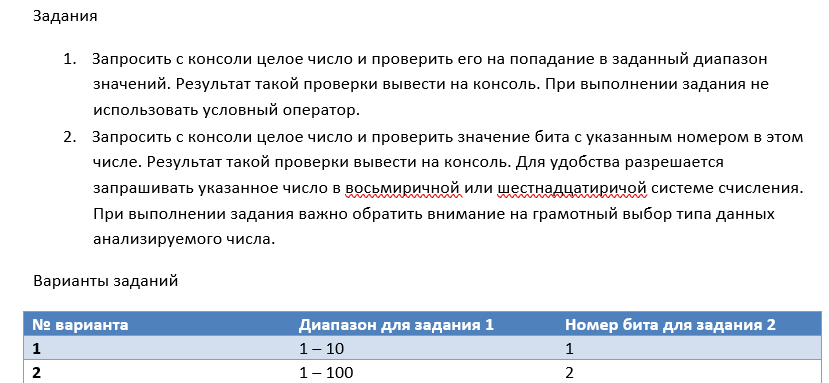 Задания
1. Запросить с консоли целое число и проверить его на попадание в заданный диапазон
значений. Результат такой проверки вывести на консоль. При выполнении задания не
использовать условный оператор.
2. Запросить с консоли целое число и проверить значение бита с указанным номером в этом
числе. Результат такой проверки вывести на консоль. Для удобства разрешается
запрашивать указанное число в восьмиричной или шестнадцатиричой системе счисления.
При выполнении задания важно обратить внимание на грамотный выбор типа данных
анализируемого числа.
Варианты заданий
№ варианта Диапазон для задания 1 Номер бита для задания 2
1 1 – 10 1
2 1 – 100 2